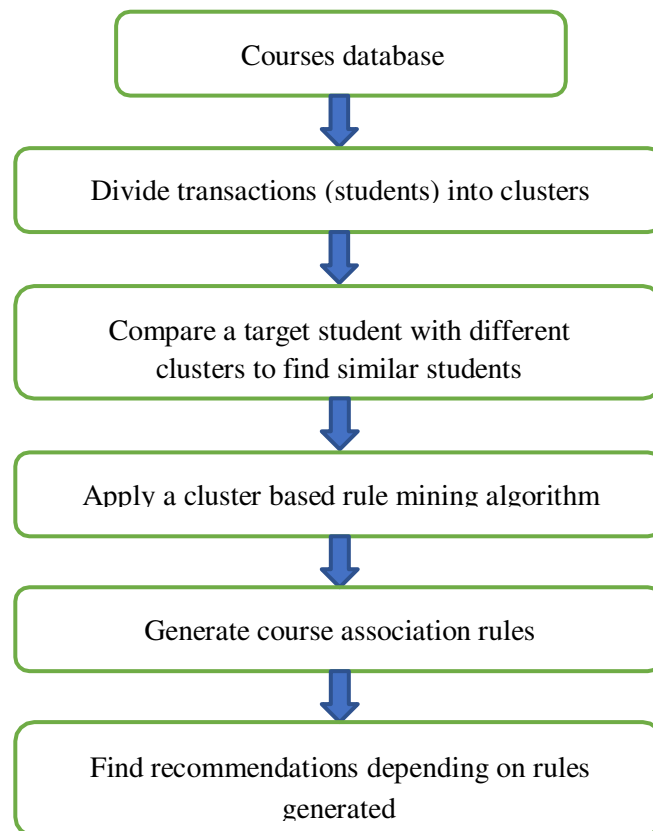 Courses database
Divide transactions (students) into clusters
Compare a target student with different
clusters to find similar students
Apply a cluster based rule mining algorithm
Generate course association rules
Find recommendations depending on rules
generated